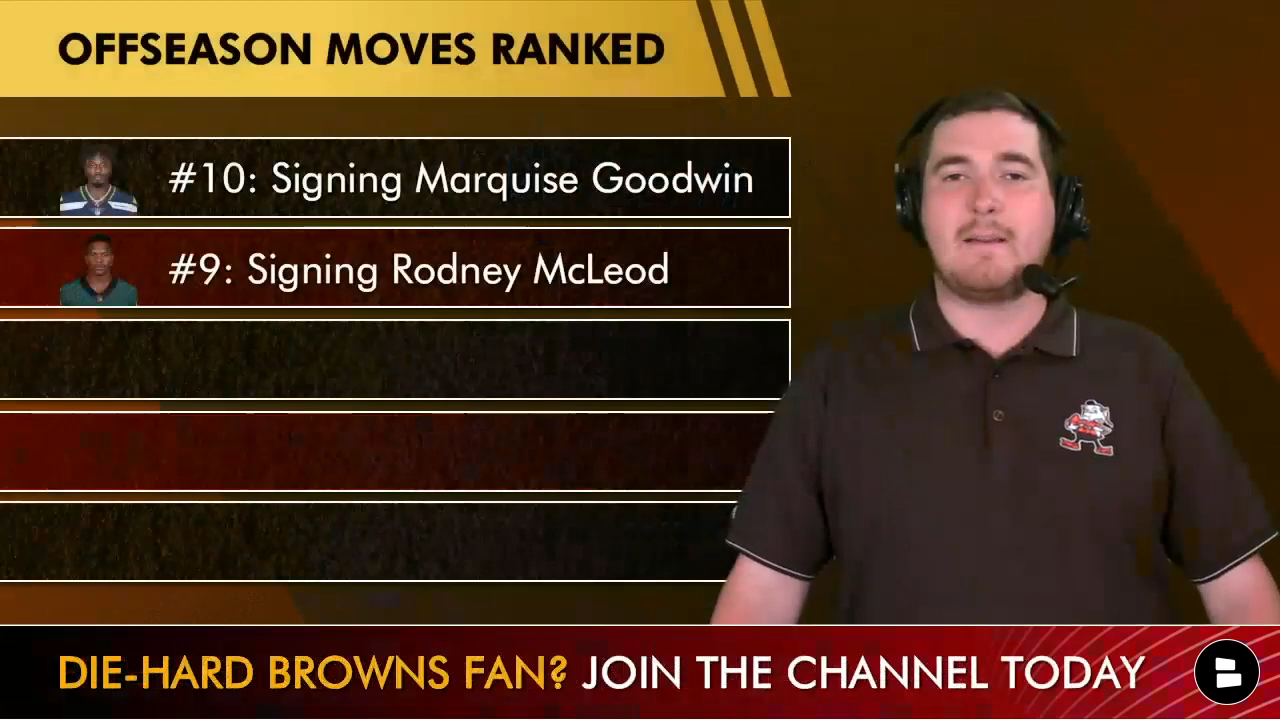 OFFSEASON MOVES RANKED
#10: Signing Marquise Goodwin
#9: Signing Rodney McLeod
DIE-HARD BROWNS FAN? JOIN THE CHANNEL TODAY